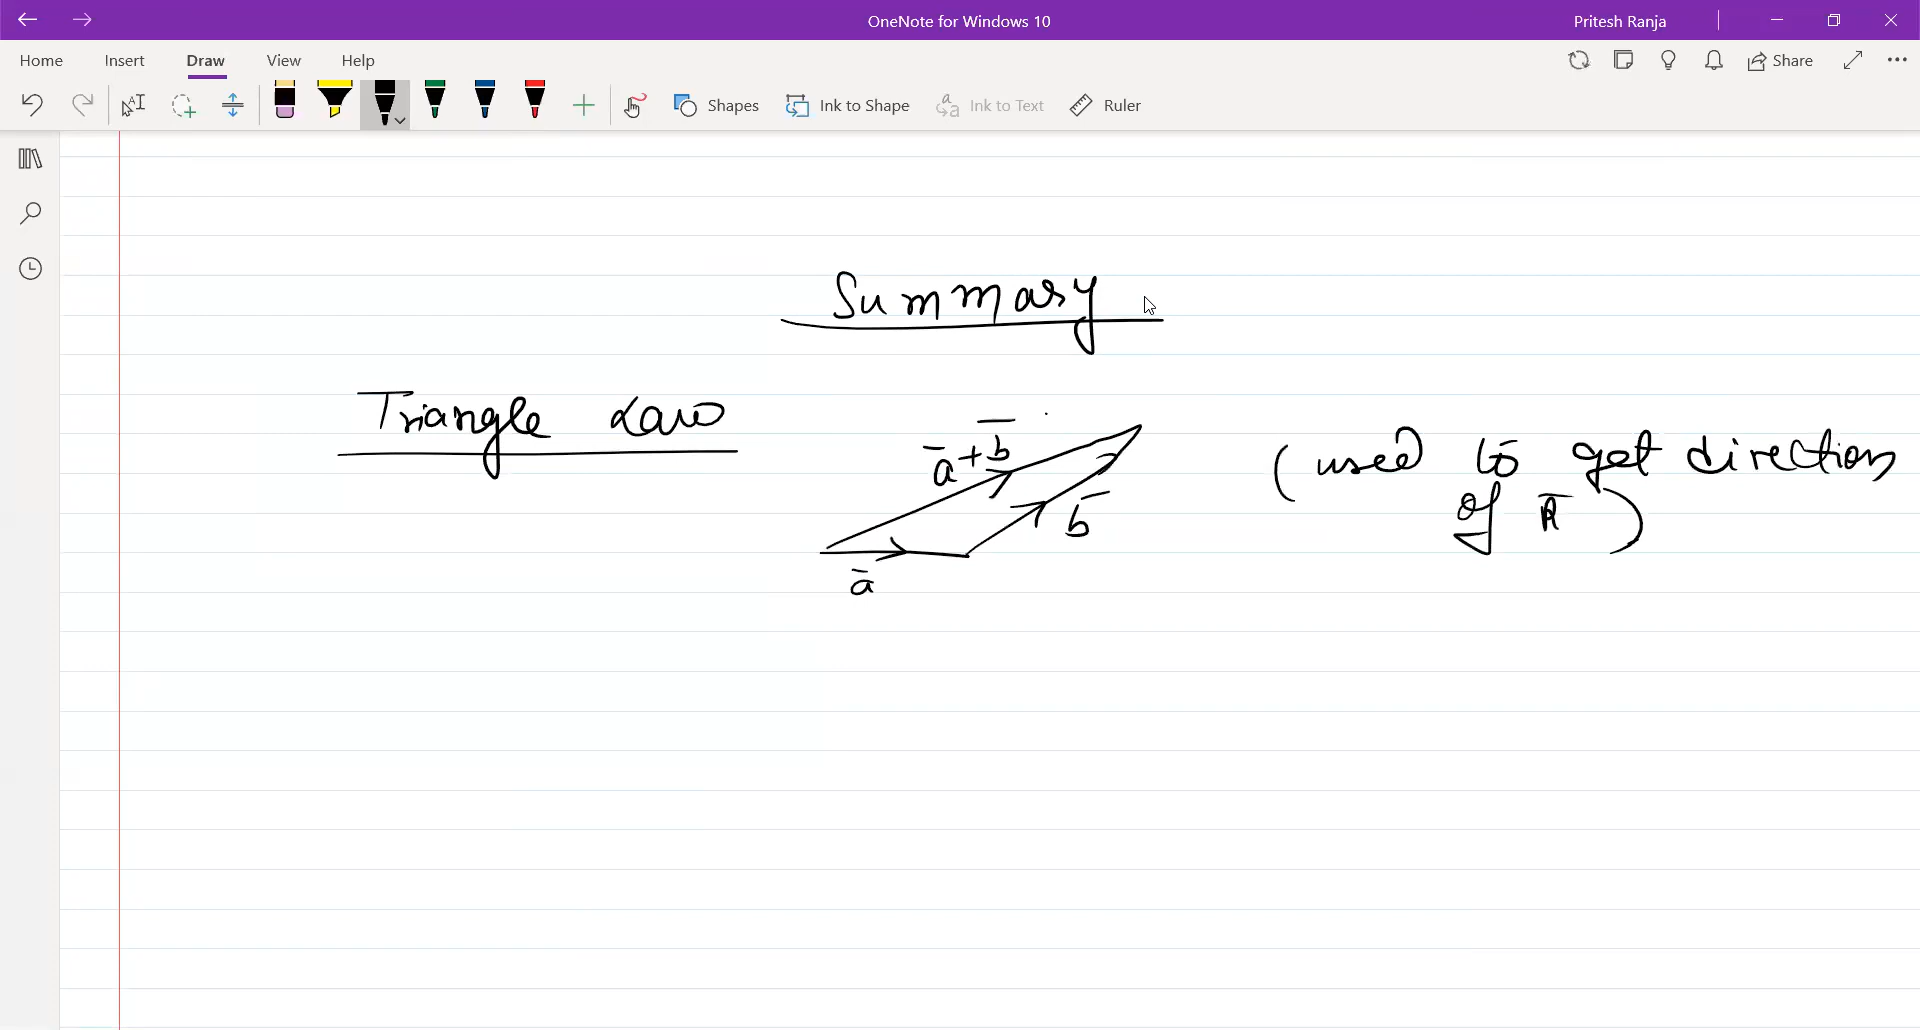 OneNote for Windows 10
Pritesh Ranja
Home Insert Draw View Help
Share
Shapes Ink to Shape Ink to Text Ruler
Summary
Triangle Law
a̅ + b̅
(used to get direction
of R̅)
b̅
a̅